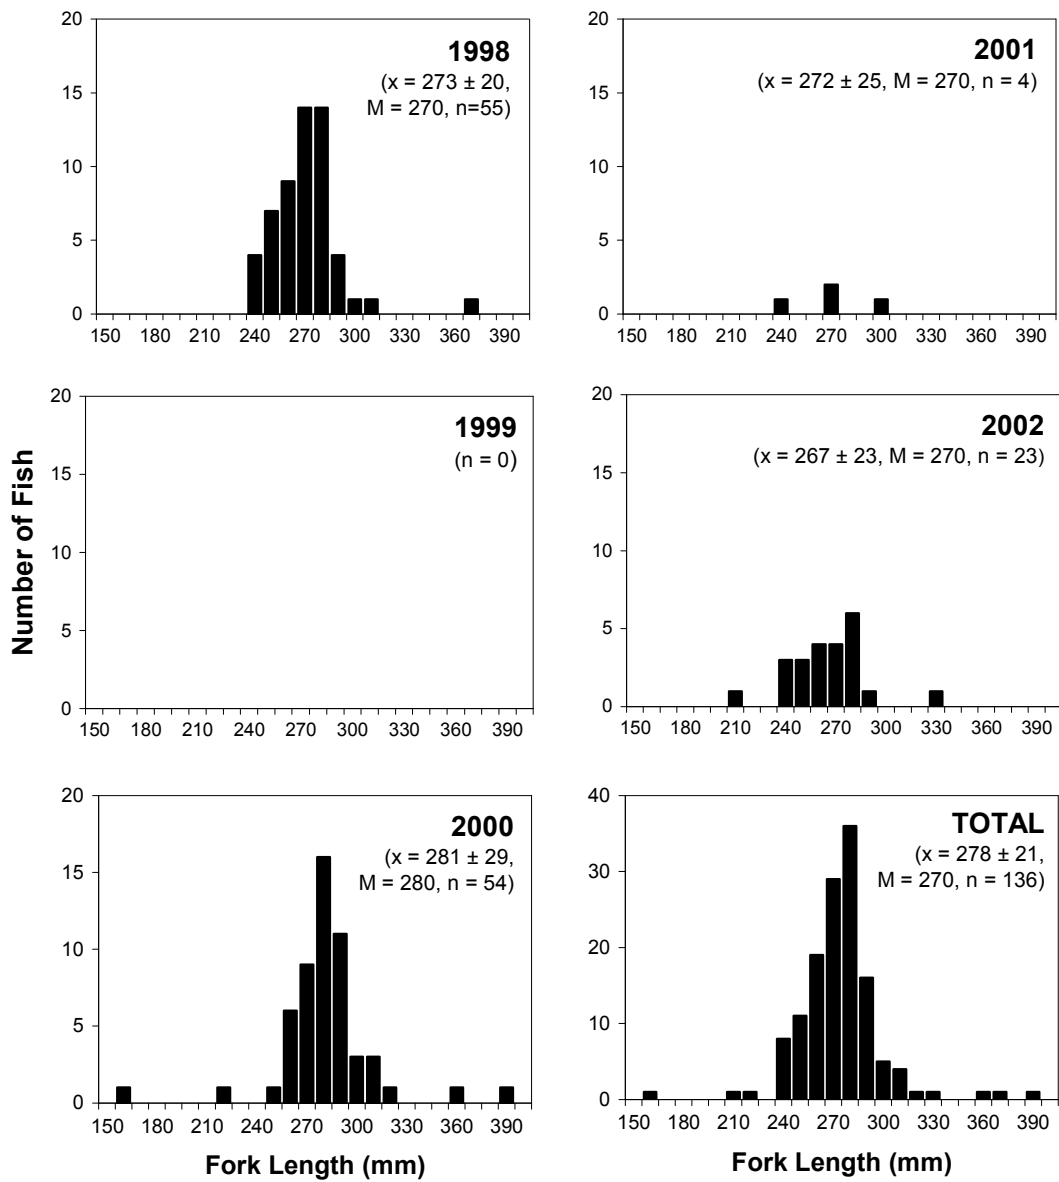 20
15
10
5
0
1998
(x = 273 ± 20,
M = 270, n=55)
150 180 210 240 270 300 330 360 390
20
15
10
5
0
2001
(x = 272 ± 25, M = 270, n = 4)
150 180 210 240 270 300 330 360 390
Number of Fish
20
15
10
5
0
1999
(n = 0)
150 180 210 240 270 300 330 360 390
20
15
10
5
0
2002
(x = 267 ± 23, M = 270, n = 23)
150 180 210 240 270 300 330 360 390
20
15
10
5
0
2000
(x = 281 ± 29,
M = 280, n = 54)
150 180 210 240 270 300 330 360 390
Fork Length (mm)
40
30
20
10
0
TOTAL
(x = 278 ± 21,
M = 270, n = 136)
150 180 210 240 270 300 330 360 390
Fork Length (mm)